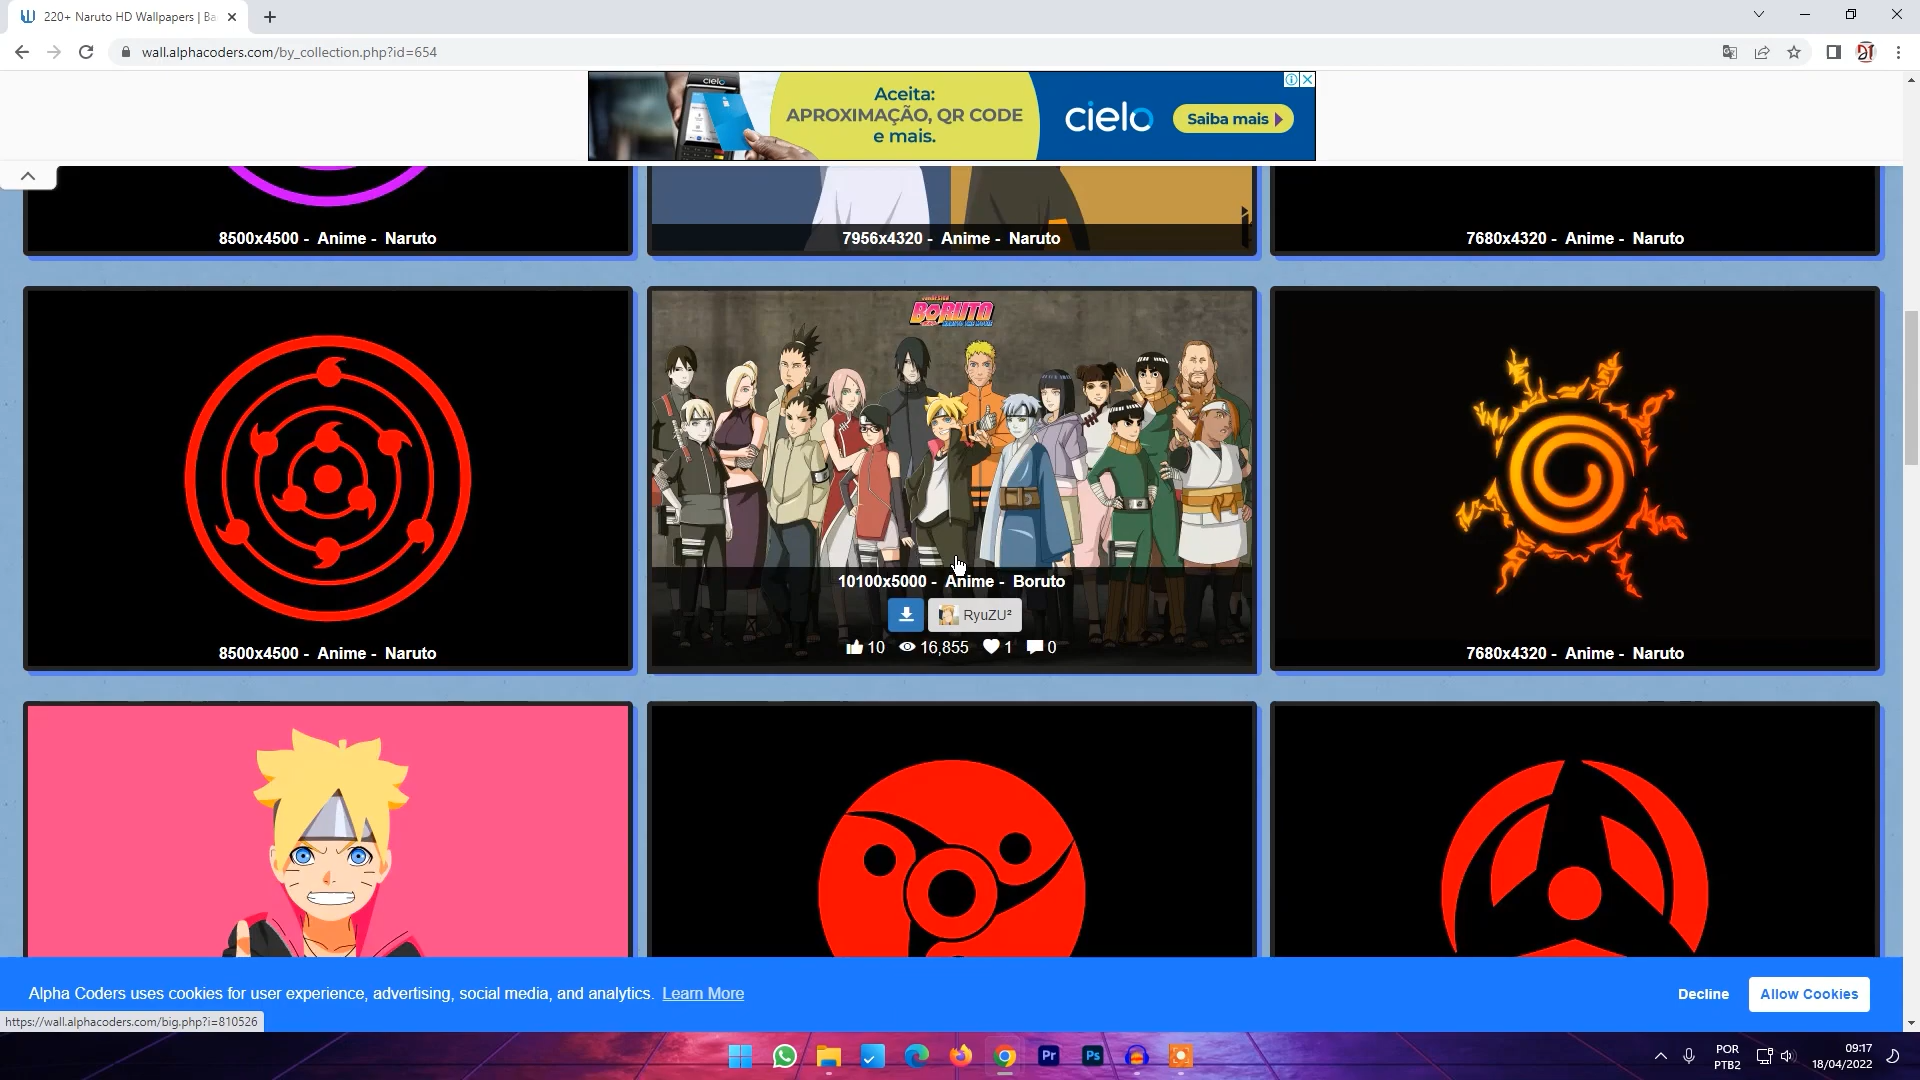 220+ Naruto HD Wallpapers | Ba
wall.alphacoders.com/by_collection.php?id=654
cielo
Aceita:
APROXIMAÇÃO, QR CODE
e mais.
cielo
Saiba mais
8500x4500 - Anime - Naruto
7956x4320 - Anime - Naruto
7680x4320 - Anime - Naruto
BORUTO
10100x5000 - Anime - Boruto
RyuZU²
10 16,855 1 0
8500x4500 - Anime - Naruto
7680x4320 - Anime - Naruto
Alpha Coders uses cookies for user experience, advertising, social media, and analytics. Learn More
Decline
Allow Cookies
https://wall.alphacoders.com/big.php?i=810526
Pr
Ps
POR
PTB2
09:17
18/04/2022